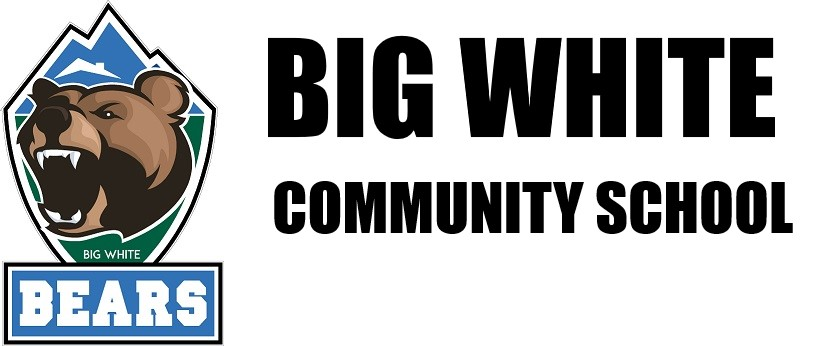 BIG WHITE
COMMUNITY SCHOOL
BIG WHITE
BEARS